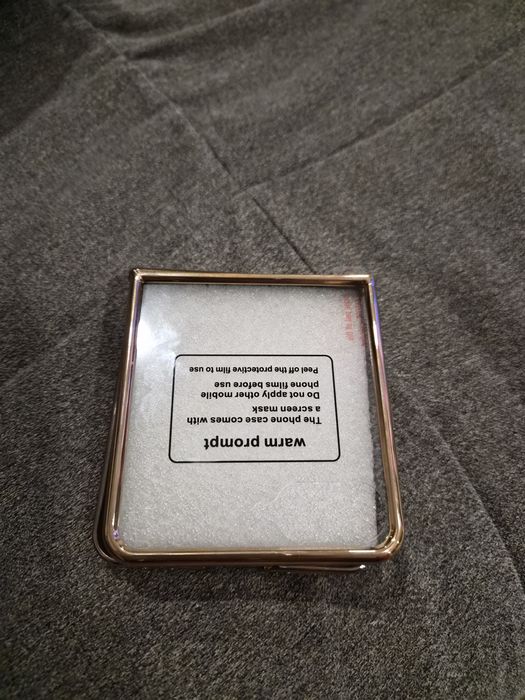 warm prompt
The phone case comes with
a screen mask
Do not apply other mobile
phone films before use
Peel off the protective film to use